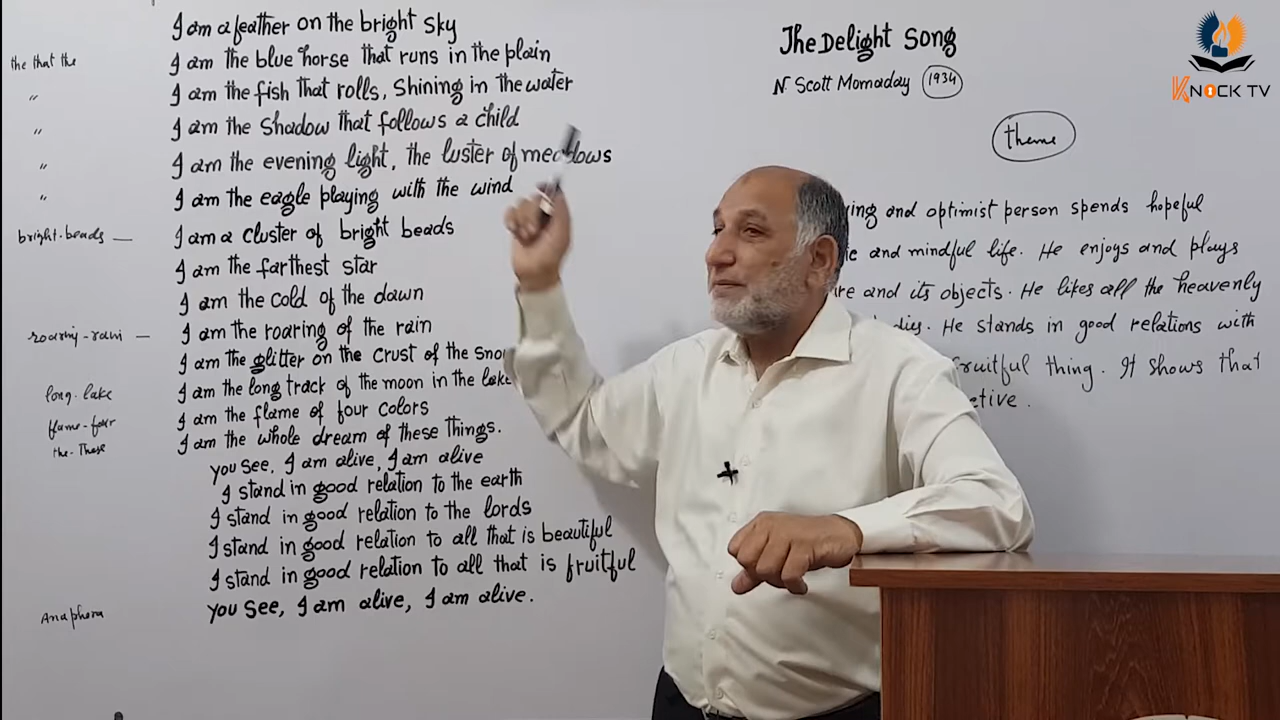 I am a feather on the bright sky
the that the I am the blue horse that runs in the plain
" I am the fish that rolls, shining in the water
" I am the shadow that follows a child
" I am the evening light, the luster of meadows
" I am the eagle playing with the wind
bright-beads — I am a cluster of bright beads
I am the farthest star
I am the cold of the dawn
roaring-rain — I am the roaring of the rain
I am the glitter on the crust of the sno
long-lake I am the long track of the moon in the lake
flame-four I am the flame of four colors
the-These I am the whole dream of these things.
you see, I am alive, I am alive
I stand in good relation to the earth
I stand in good relation to the lords
I stand in good relation to all that is beautiful
I stand in good relation to all that is fruitful
Anaphora you see, I am alive, I am alive.
The Delight Song
N Scott Momaday 1934
theme
ing and optimist person spends hopeful
and mindful life. He enjoys and plays
and its objects. He likes all the heavenly
He stands in good relations with
fruitful thing. It shows that
KNOCK TV